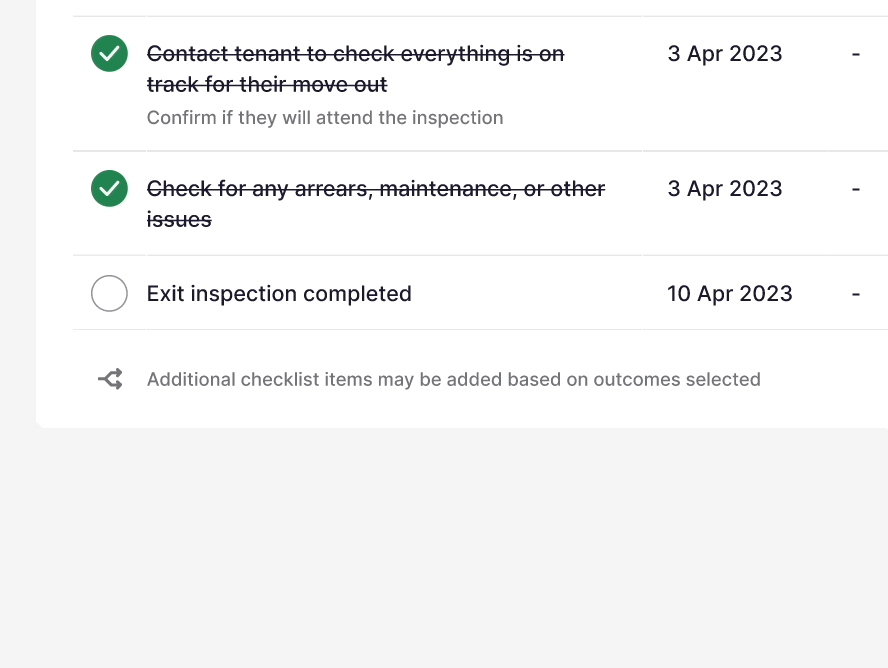 Contact tenant to check everything is on 3 Apr 2023 -
track for their move out
Confirm if they will attend the inspection
Check for any arrears, maintenance, or other 3 Apr 2023 -
issues
Exit inspection completed 10 Apr 2023 -
Additional checklist items may be added based on outcomes selected